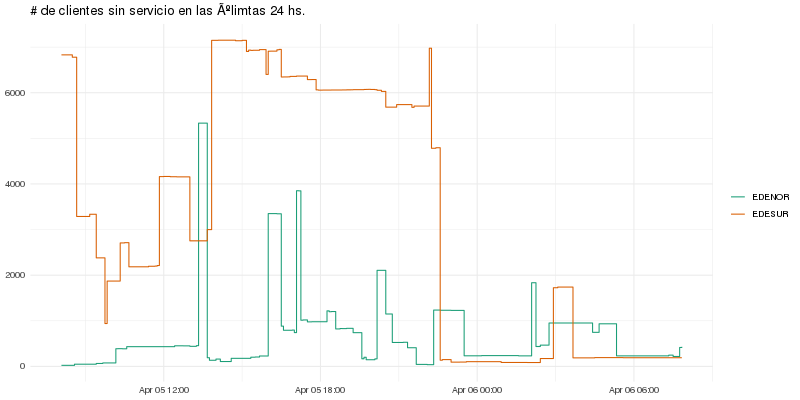 # de clientes sin servicio en las Ãºlimtas 24 hs.
6000
4000
2000
0
Apr 05 12:00
Apr 05 18:00
Apr 06 00:00
Apr 06 06:00
EDENOR
EDESUR